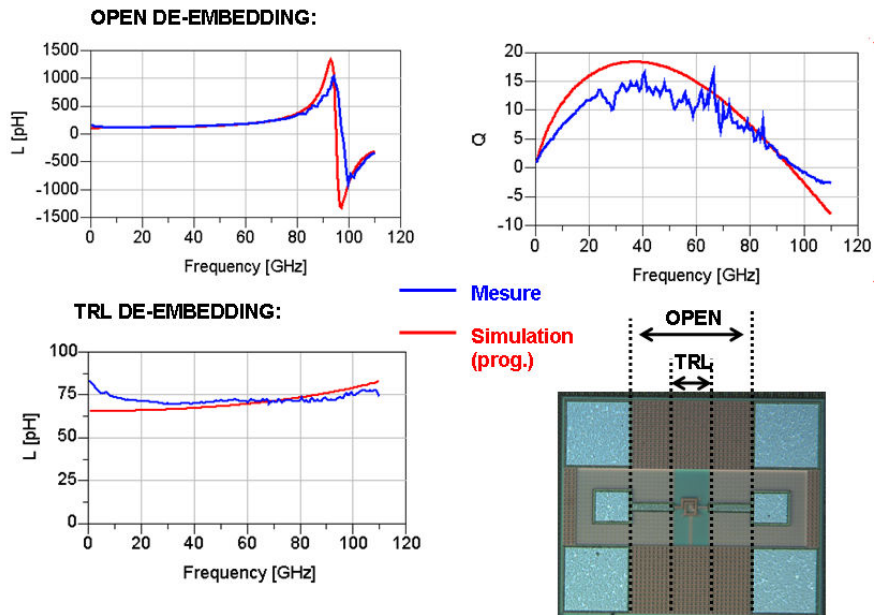 OPEN DE-EMBEDDING:
1500
1000
500
0
-500
-1000
-1500
L [pH]
0 20 40 60 80 100 120
Frequency [GHz]
20
15
10
5
0
-5
-10
Q
0 20 40 60 80 100 120
Frequency [GHz]
Mesure
Simulation
(prog.)
TRL DE-EMBEDDING:
100
75
50
25
0
L [pH]
0 20 40 60 80 100 120
Frequency [GHz]
OPEN
TRL